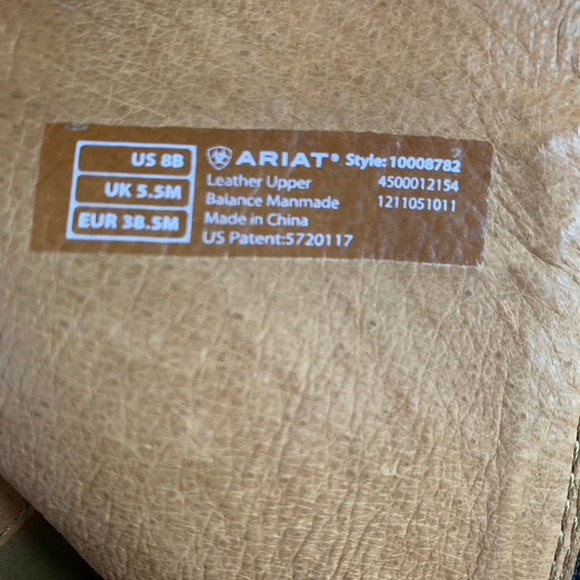 US 8B
UK 5.5M
EUR 38.5M
ARIAT® Style: 10008782
Leather Upper 4500012154
Balance Manmade 1211051011
Made in China
US Patent:5720117